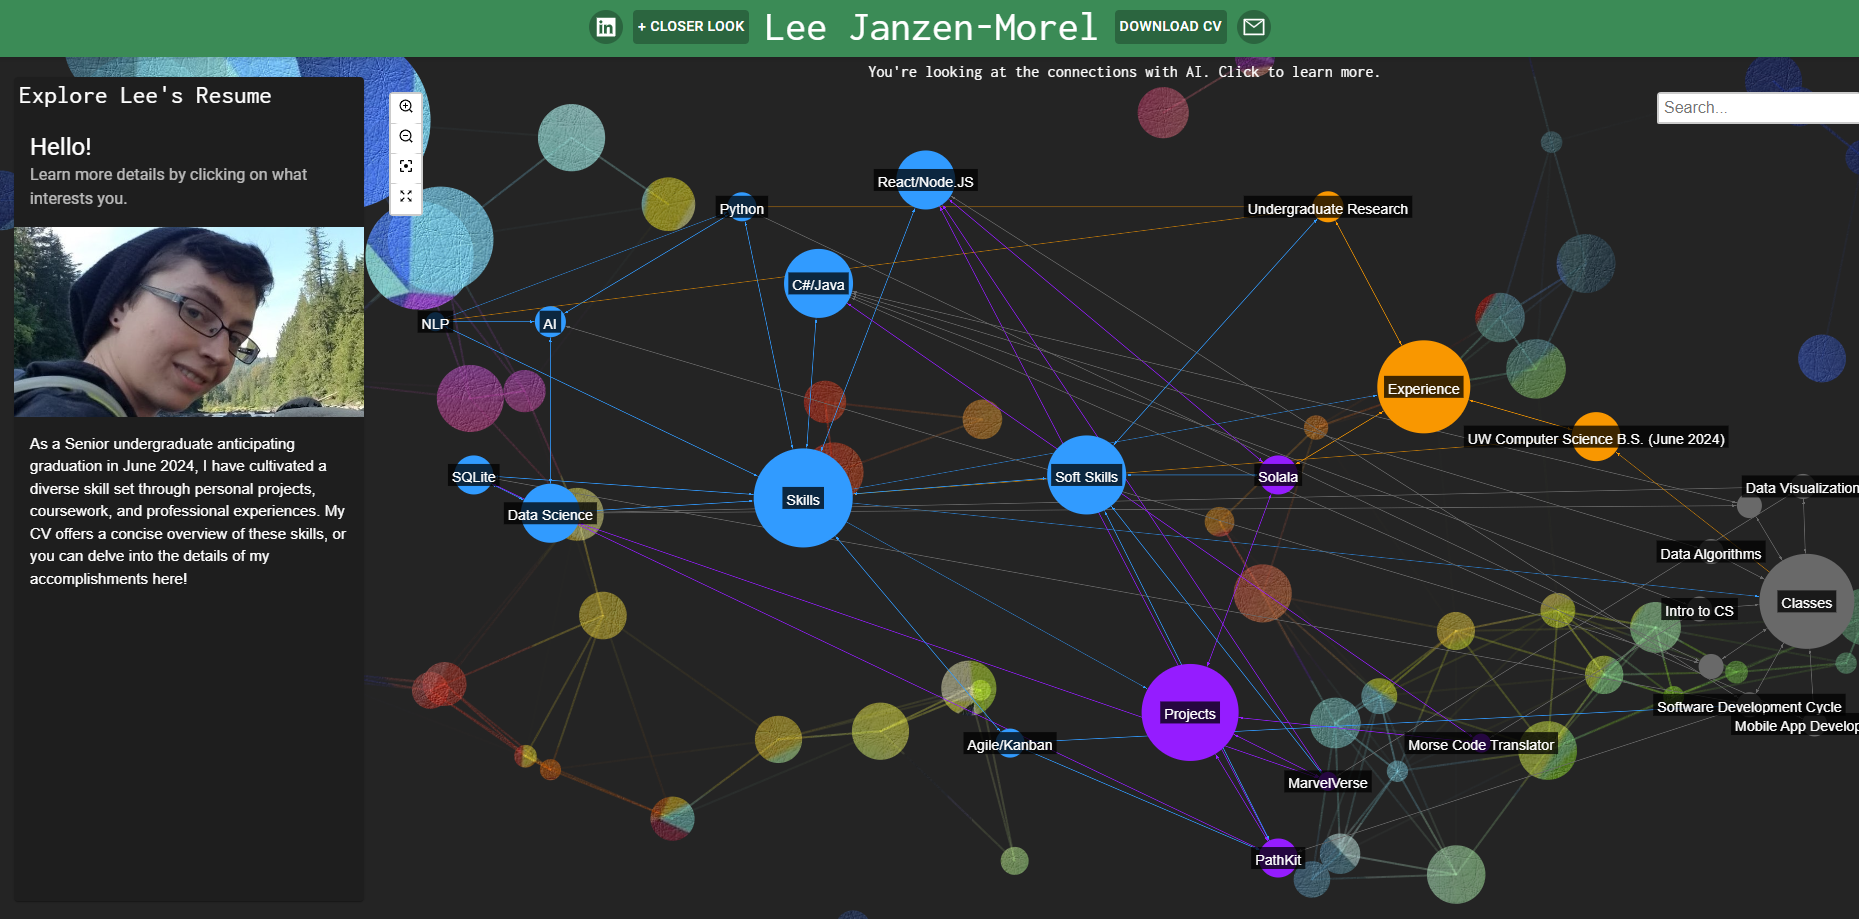 in
+ CLOSER LOOK
Lee Janzen-Morel
DOWNLOAD CV
You're looking at the connections with AI. Click to learn more.
Explore Lee's Resume
Hello!
Learn more details by clicking on what
interests you.
As a Senior undergraduate anticipating
graduation in June 2024, I have cultivated a
diverse skill set through personal projects,
coursework, and professional experiences. My
CV offers a concise overview of these skills, or
you can delve into the details of my
accomplishments here!
Search...
React/Node.JS
Python
Undergraduate Research
C#/Java
NLP
AI
Experience
UW Computer Science B.S. (June 2024)
SQLite
Soft Skills
Solala
Data Visualization
Skills
Data Science
Data Algorithms
Classes
Intro to CS
Software Development Cycle
Projects
Mobile App Develop
Agile/Kanban
Morse Code Translator
MarvelVerse
PathKit